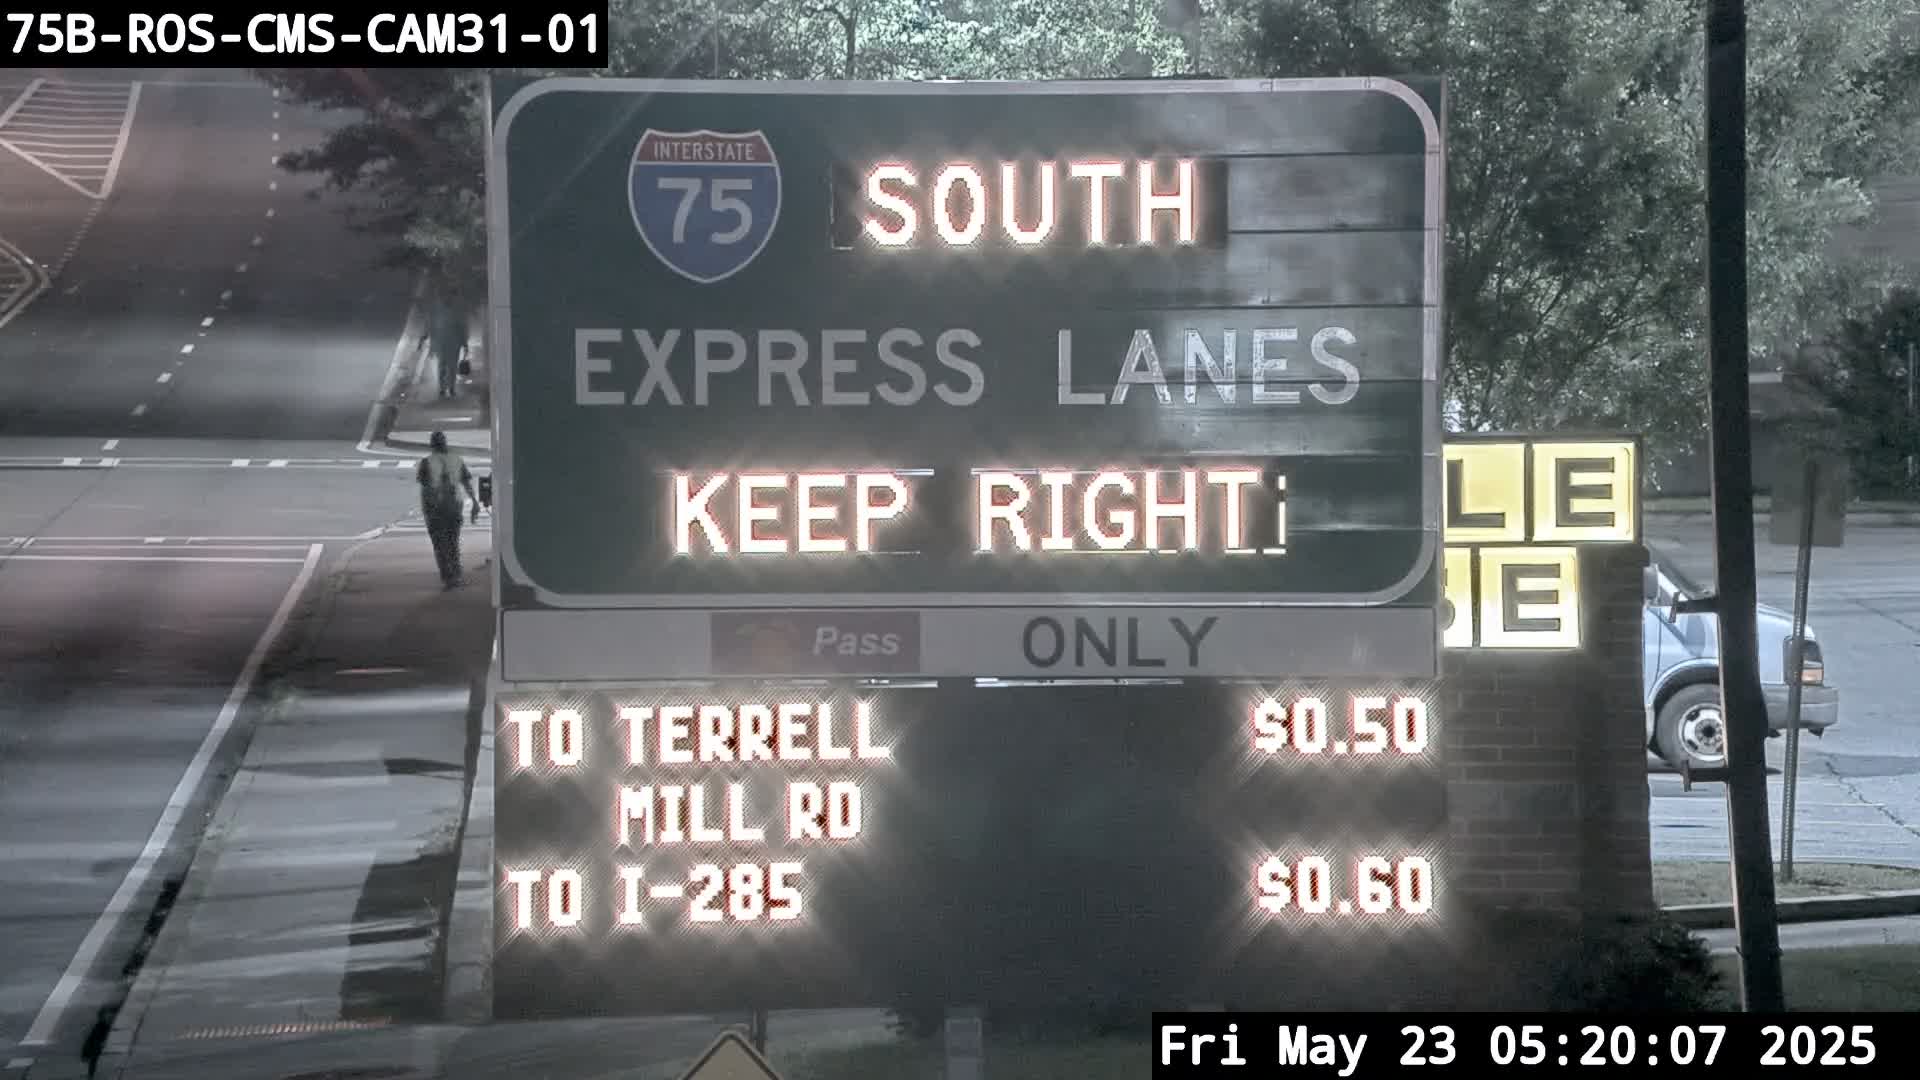 75B-ROS-CMS-CAM31-01
INTERSTATE
75
SOUTH
EXPRESS LANES
KEEP RIGHT
Pass ONLY
TO TERRELL $0.50
MILL RD
TO I-285 $0.60
LE
E
Fri May 23 05:20:07 2025